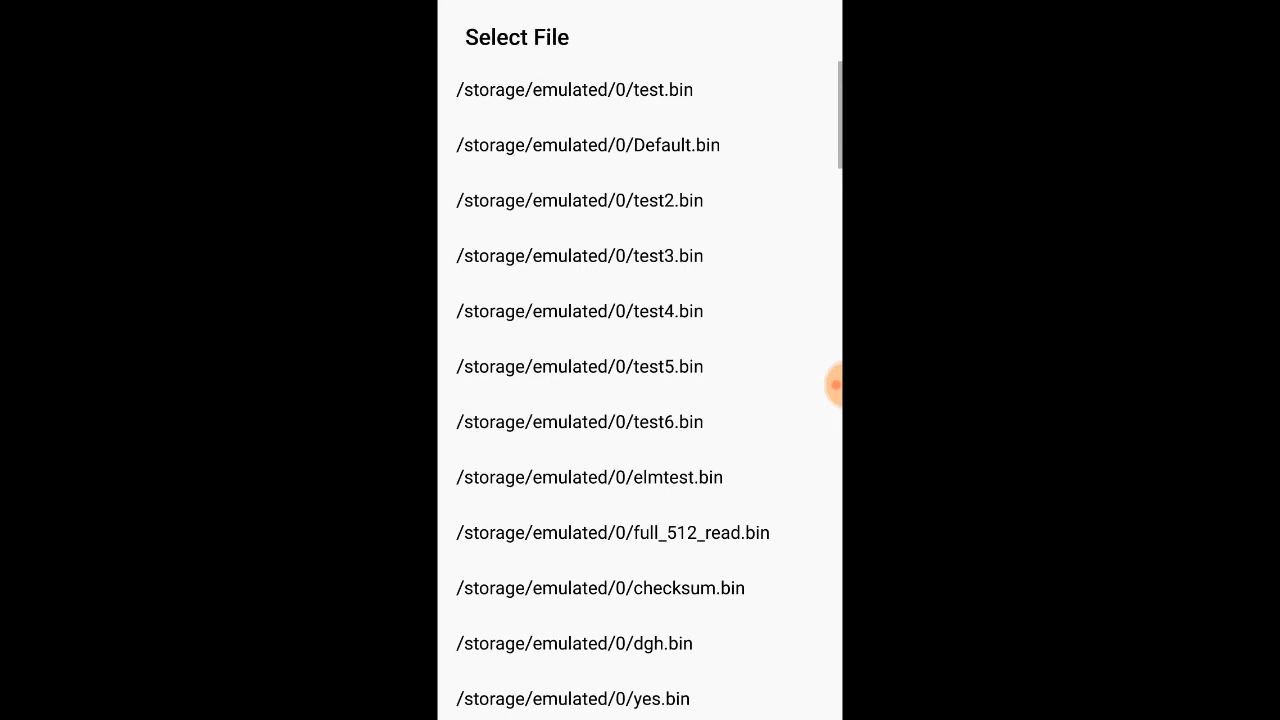 Select File
/storage/emulated/0/test.bin
/storage/emulated/0/Default.bin
/storage/emulated/0/test2.bin
/storage/emulated/0/test3.bin
/storage/emulated/0/test4.bin
/storage/emulated/0/test5.bin
/storage/emulated/0/test6.bin
/storage/emulated/0/elmtest.bin
/storage/emulated/0/full_512_read.bin
/storage/emulated/0/checksum.bin
/storage/emulated/0/dgh.bin
/storage/emulated/0/yes.bin